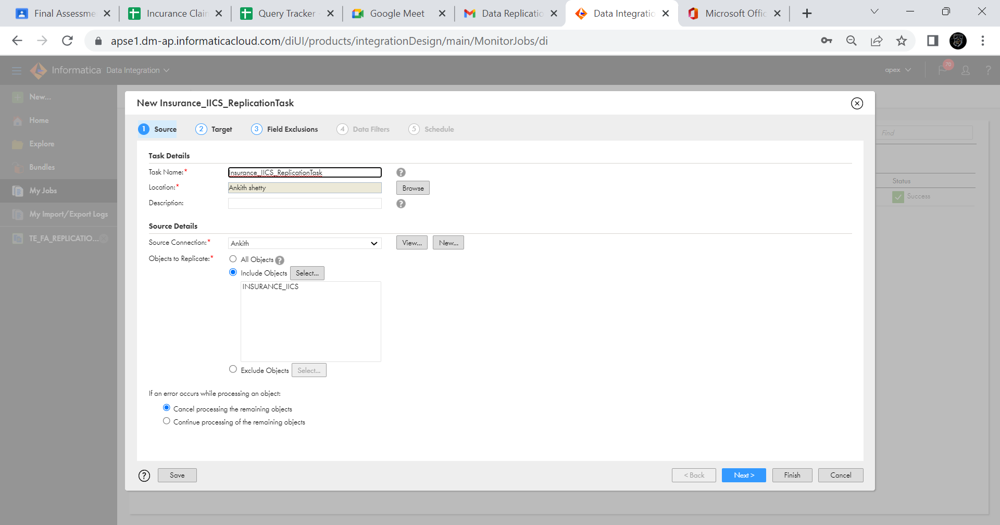 Final Assessme
Incurance Clain
Query Tracker
Google Meet
Data Replicatio
Data Integratio
Microsoft Offic
apse1.dm-ap.informaticacloud.com/diUI/products/integrationDesign/main/MonitorJobs/di
Informatica Data Integration
apex
70
?
New...
Home
Explore
Bundles
My Jobs
My Import/Export Logs
TE_FA_REPLICATIO...
Find
Status
Success
New Insurance_IICS_ReplicationTask
1 Source
2 Target
3 Field Exclusions
4 Data Filters
5 Schedule
Task Details
Task Name:* Insurance_IICS_ReplicationTask ?
Location:* Ankith shetty Browse
Description: ?
Source Details
Source Connection:* Ankith View... New...
Objects to Replicate:* All Objects ?
Include Objects Select...
INSURANCE_IICS
Exclude Objects Select...
If an error occurs while processing an object:
Cancel processing the remaining objects
Continue processing of the remaining objects
? Save < Back Next > Finish Cancel